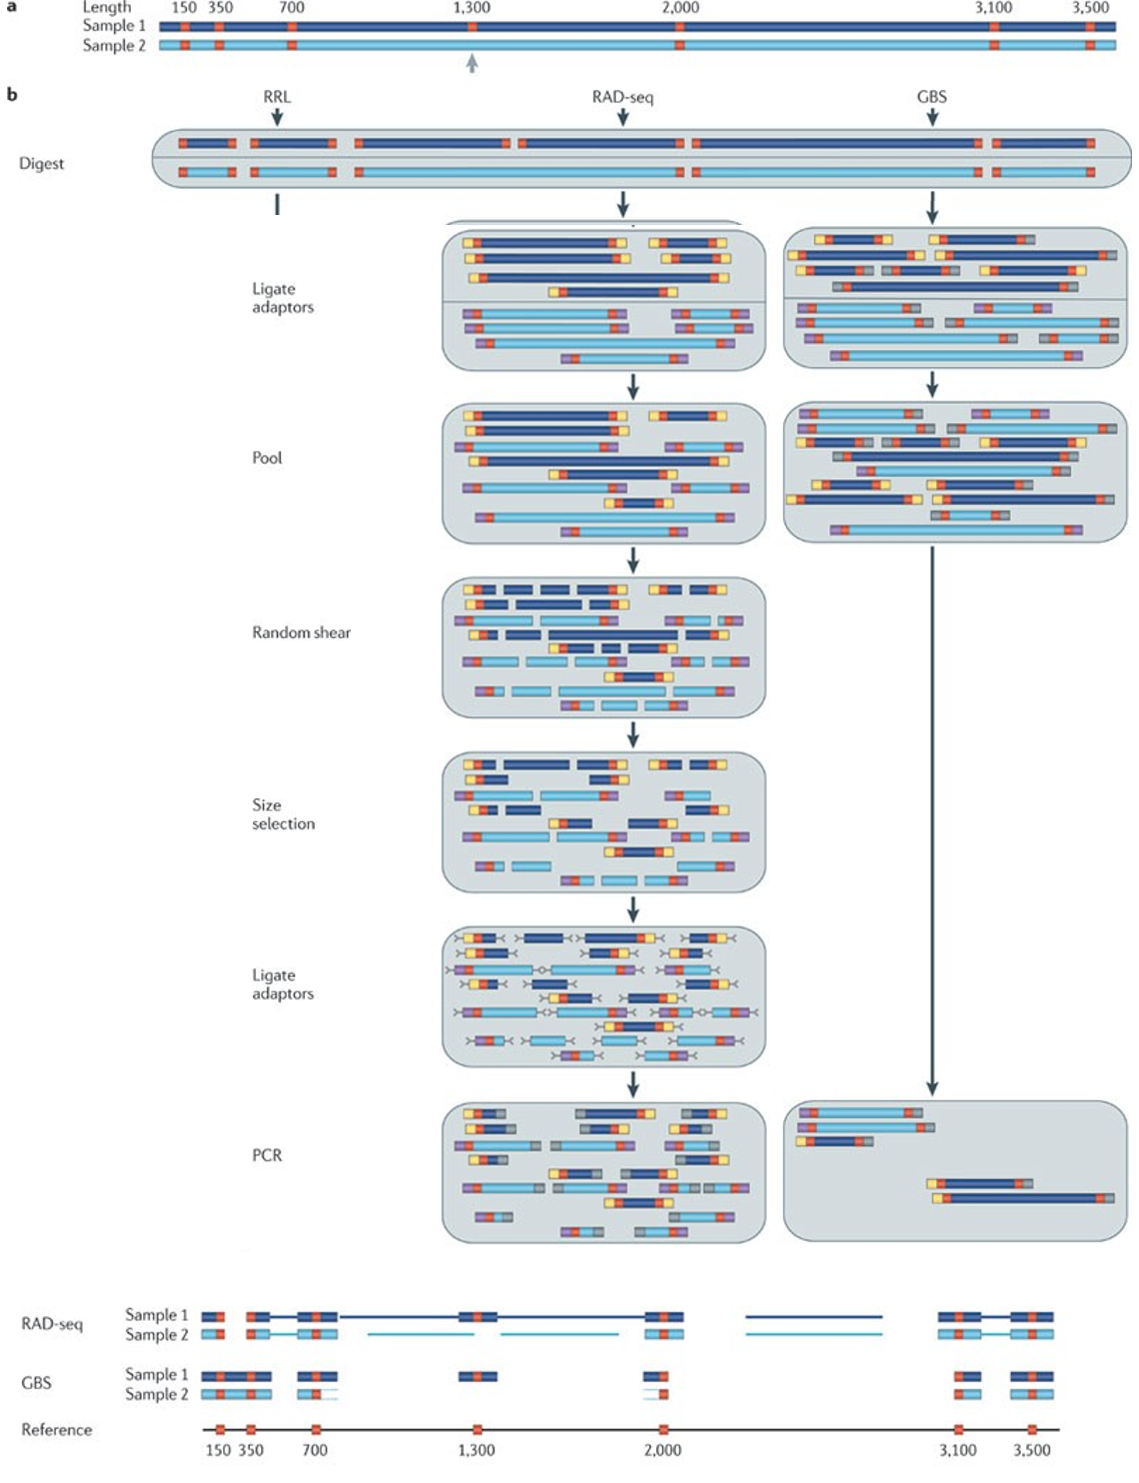 a
Length 150 350 700 1,300 2,000 3,100 3,500
Sample 1
Sample 2
b
RRL RAD-seq GBS
Digest
Ligate
adaptors
Pool
Random shear
Size
selection
Ligate
adaptors
PCR
RAD-seq
Sample 1
Sample 2
GBS
Sample 1
Sample 2
Reference
150 350 700 1,300 2,000 3,100 3,500